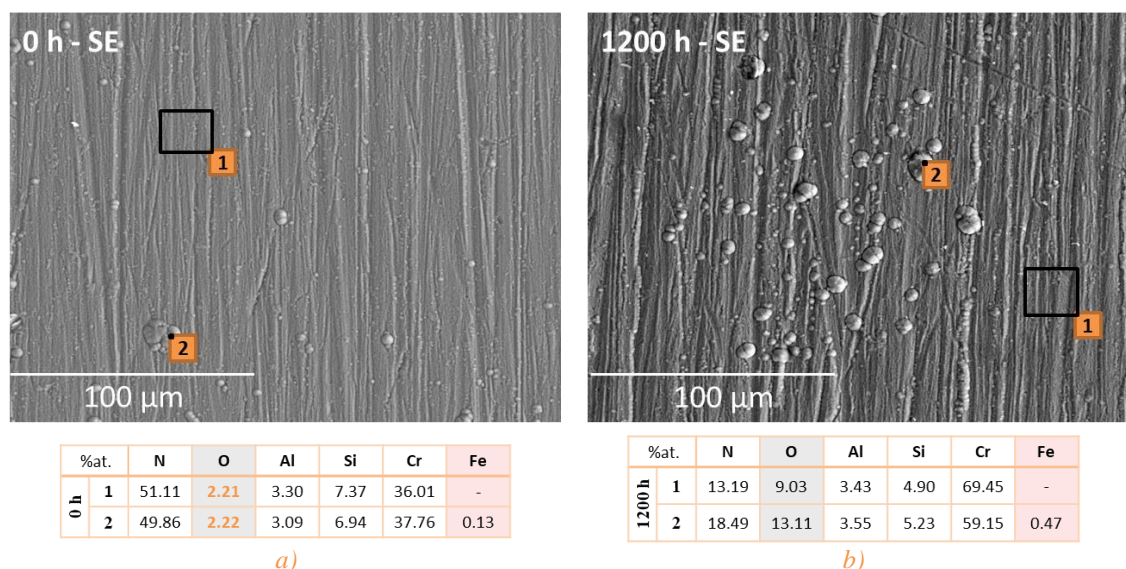 0 h - SE
1
2
100 µm
1200 h - SE
2
1
100 µm
%at. N O Al Si Cr Fe
0 h
1 51.11 2.21 3.30 7.37 36.01 -
2 49.86 2.22 3.09 6.94 37.76 0.13
a)
%at. N O Al Si Cr Fe
1200 h
1 13.19 9.03 3.43 4.90 69.45 -
2 18.49 13.11 3.55 5.23 59.15 0.47
b)